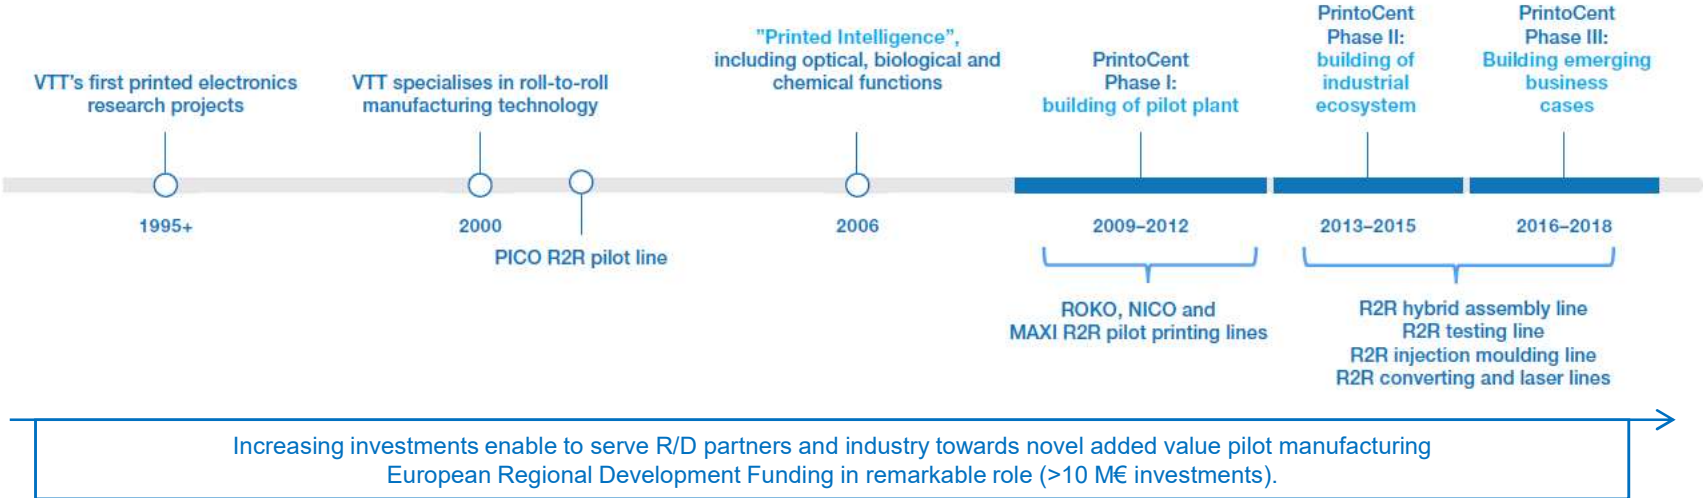 VTT's first printed electronics
research projects
1995+
VTT specialises in roll-to-roll
manufacturing technology
2000
PICO R2R pilot line
"Printed Intelligence",
including optical, biological and
chemical functions
2006
PrintoCent
Phase I:
building of pilot plant
2009–2012
ROKO, NICO and
MAXI R2R pilot printing lines
PrintoCent
Phase II:
building of
industrial
ecosystem
2013–2015
PrintoCent
Phase III:
Building emerging
business
cases
2016–2018
R2R hybrid assembly line
R2R testing line
R2R injection moulding line
R2R converting and laser lines
Increasing investments enable to serve R/D partners and industry towards novel added value pilot manufacturing
European Regional Development Funding in remarkable role (>10 M€ investments).